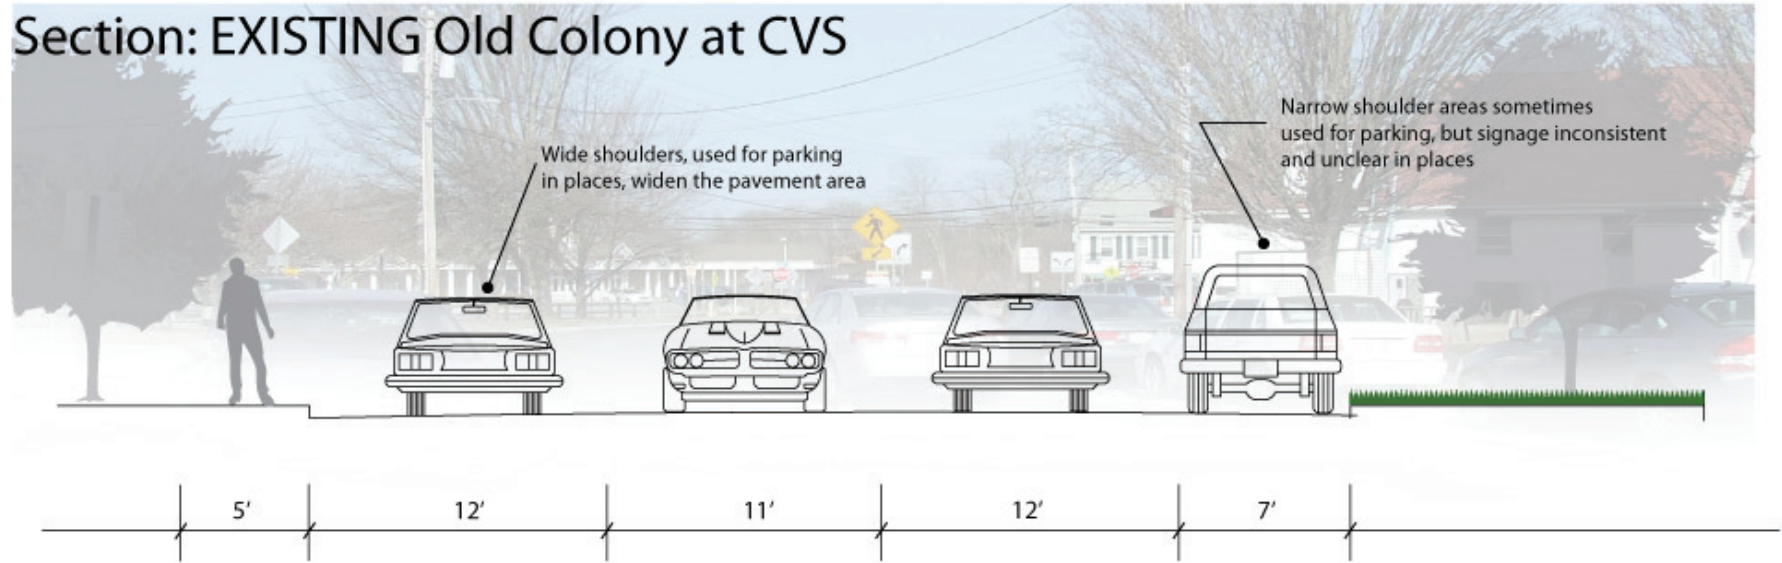 Section: EXISTING Old Colony at CVS
Narrow shoulder areas sometimes
used for parking, but signage inconsistent
and unclear in places
Wide shoulders, used for parking
in places, widen the pavement area
5’
12’
11’
12’
7’